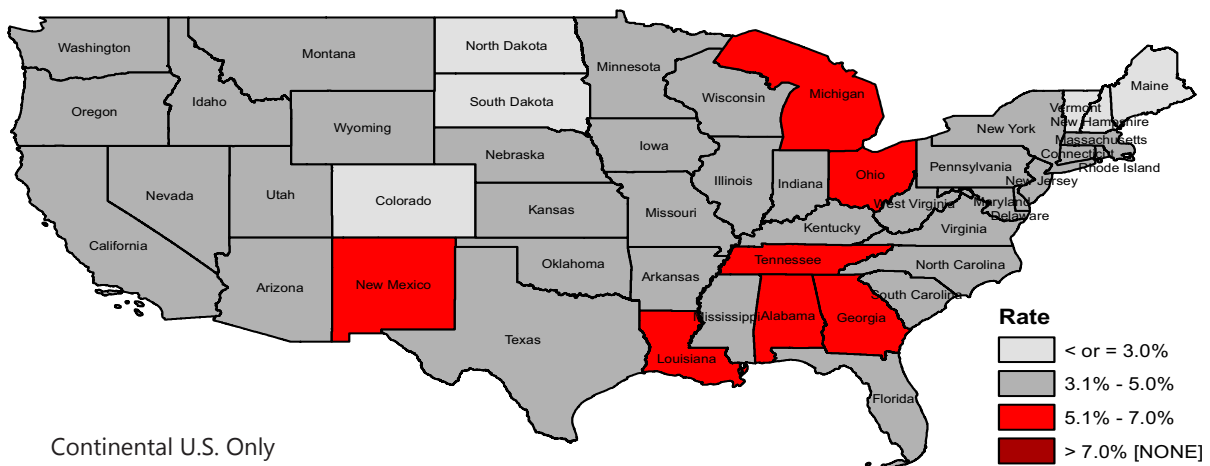 Washington
Montana
North Dakota
Minnesota
Maine
Oregon
Idaho
South Dakota
Wisconsin
Michigan
Vermont
New Hampshire
Wyoming
New York
Massachusetts
Nebraska
Iowa
Connecticut
Rhode Island
Pennsylvania
Nevada
Utah
Colorado
Illinois
Indiana
Ohio
New Jersey
Kansas
Missouri
West Virginia
Maryland
Delaware
California
Kentucky
Virginia
Arizona
New Mexico
Oklahoma
Arkansas
Tennessee
North Carolina
South Carolina
Texas
Mississippi
Alabama
Georgia
Louisiana
Florida
Rate
< or = 3.0%
3.1% - 5.0%
5.1% - 7.0%
> 7.0% [NONE]
Continental U.S. Only